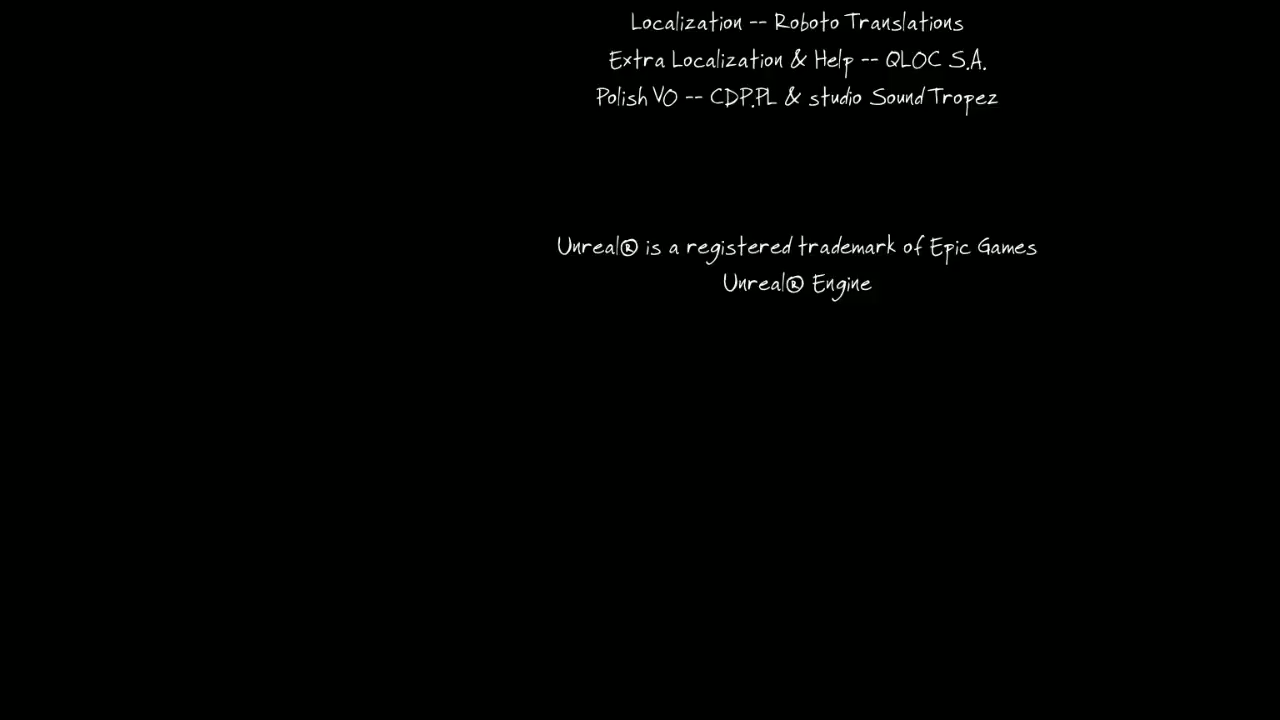 Localization -- Roboto Translations
Extra Localization & Help -- QLOC S.A.
Polish VO -- CDP.PL & studio Sound Tropez
Unreal® is a registered trademark of Epic Games
Unreal® Engine